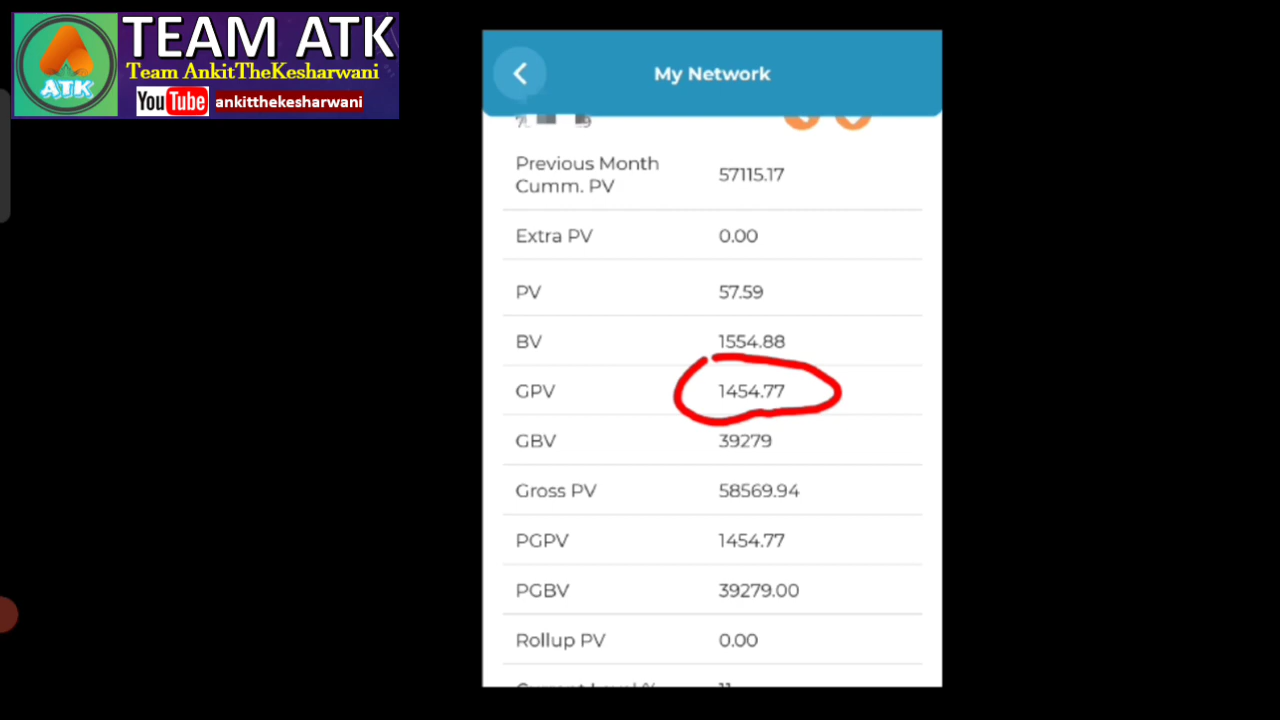 TEAM ATK
Team AnkitTheKesharwani
ATK
YouTube ankitthekesharwani
My Network
Previous Month
Cumm. PV 57115.17
Extra PV 0.00
PV 57.59
BV 1554.88
GPV 1454.77
GBV 39279
Gross PV 58569.94
PGPV 1454.77
PGBV 39279.00
Rollup PV 0.00